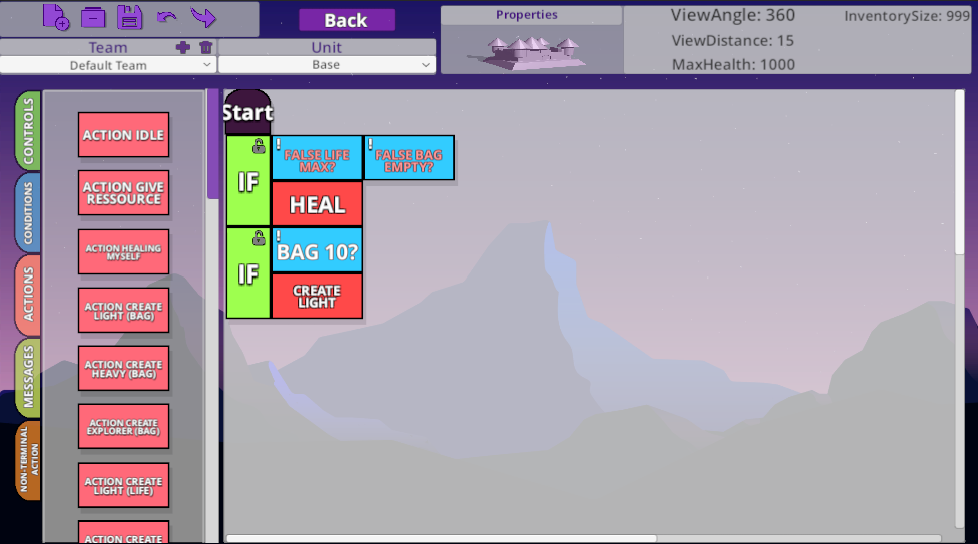 Back
Properties
ViewAngle: 360
InventorySize: 999
ViewDistance: 15
MaxHealth: 1000
Team
Unit
Default Team
Base
CONTROLS
CONDITIONS
ACTIONS
MESSAGES
NON-TERMINAL
ACTION
ACTION IDLE
ACTION GIVE
RESSOURCE
ACTION HEALING
MYSELF
ACTION CREATE
LIGHT (BAG)
ACTION CREATE
HEAVY (BAG)
ACTION CREATE
EXPLORER (BAG)
ACTION CREATE
LIGHT (LIFE)
ACTION CREATE
Start
IF
!
FALSE LIFE
MAX?
!
FALSE BAG
EMPTY?
HEAL
IF
!
BAG 10?
CREATE
LIGHT